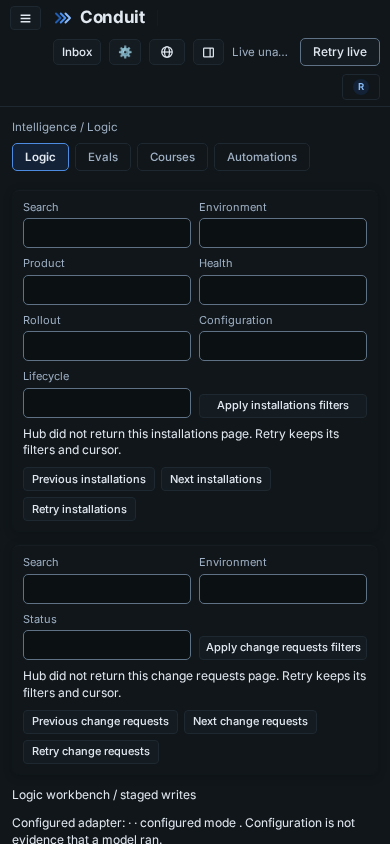 Conduit
Inbox
Live una...
Retry live
R
Intelligence / Logic
Logic
Evals
Courses
Automations
Search
Environment
Product
Health
Rollout
Configuration
Lifecycle
Apply installations filters
Hub did not return this installations page. Retry keeps its
filters and cursor.
Previous installations
Next installations
Retry installations
Search
Environment
Status
Apply change requests filters
Hub did not return this change requests page. Retry keeps its
filters and cursor.
Previous change requests
Next change requests
Retry change requests
Logic workbench / staged writes
Configured adapter: · · configured mode . Configuration is not
evidence that a model ran.